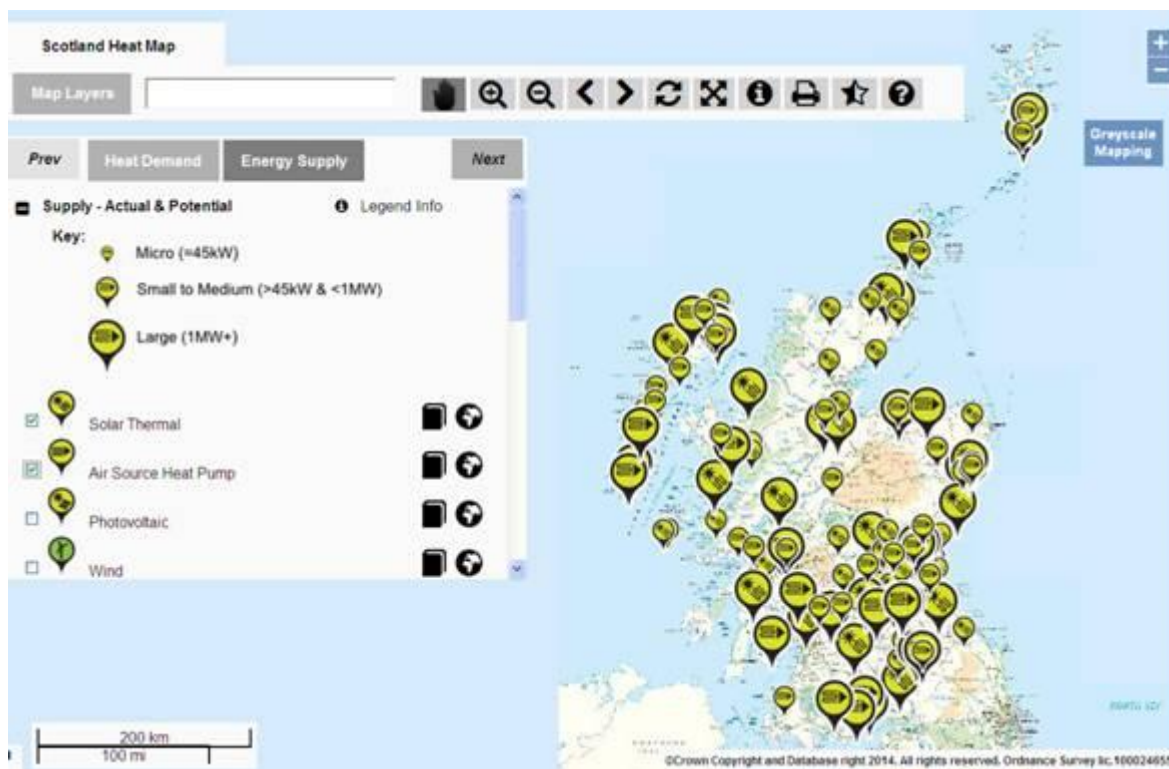 Scotland Heat Map
Map Layers
Greyscale
Mapping
Prev
Heat Demand
Energy Supply
Next
Supply - Actual & Potential
Legend Info
Key:
Micro (=45kW)
Small to Medium (>45kW & <1MW)
Large (1MW+)
Solar Thermal
Air Source Heat Pump
Photovoltaic
Wind
200 km
100 mi
©Crown Copyright and Database right 2014. All rights reserved. Ordnance Survey lic.